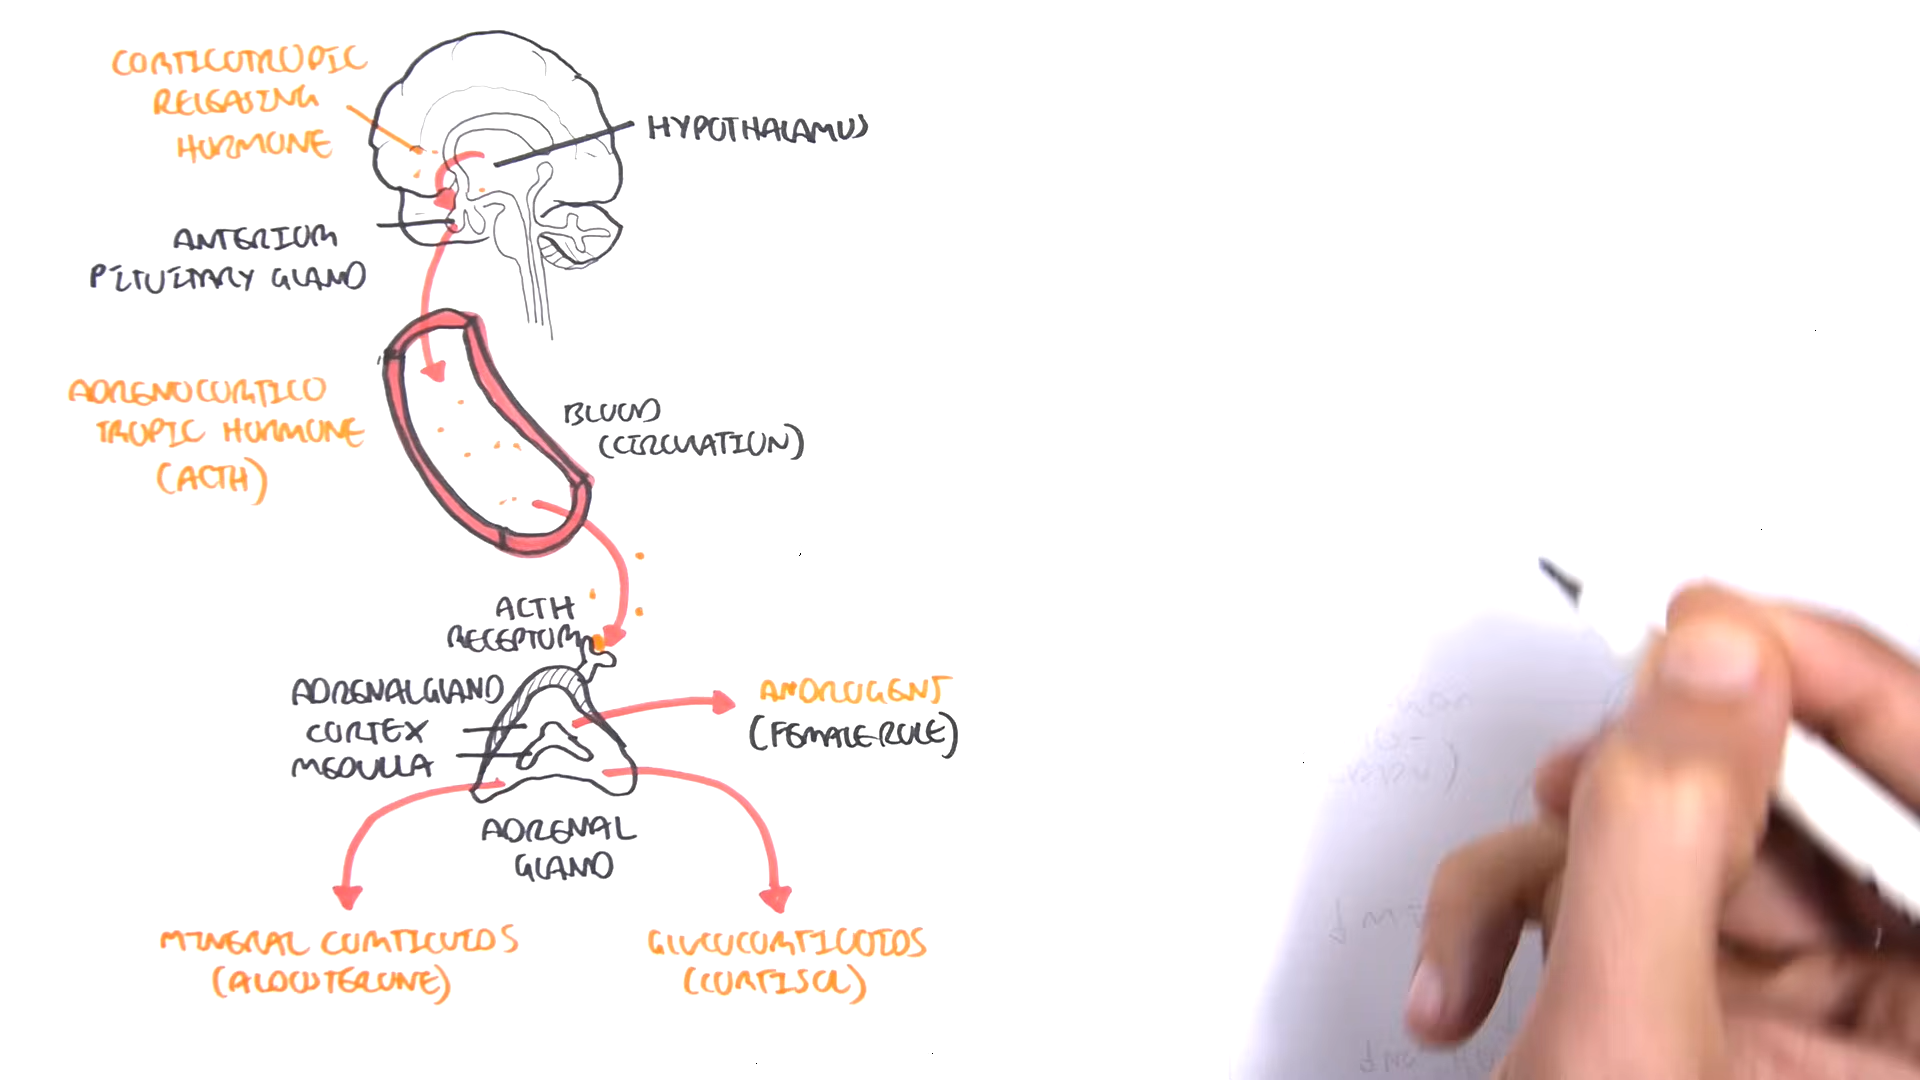 CORTICOTROPIC
RELEASING
HORMONE
HYPOTHALAMUS
ANTERIOR
PITUITARY GLAND
ADRENOCORTICO
TROPIC HORMONE
(ACTH)
BLOOD
(CIRCULATION)
ACTH
RECEPTOR
ADRENAL GLAND
CORTEX
MEDULLA
ANDROGENS
(FEMALE ROLE)
ADRENAL
GLAND
MINERAL CORTICOIDS
(ALDOSTERONE)
GLUCOCORTICOIDS
(CORTISOL)